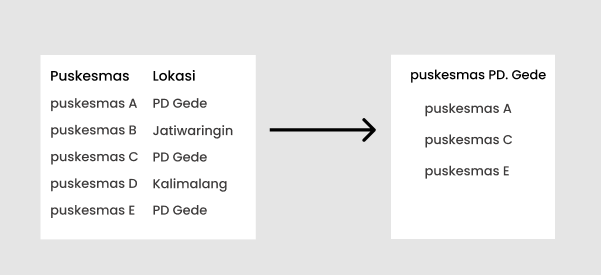 Puskesmas Lokasi
puskesmas A PD Gede
puskesmas B Jatiwaringin
puskesmas C PD Gede
puskesmas D Kalimalang
puskesmas E PD Gede
puskesmas PD. Gede
puskesmas A
puskesmas C
puskesmas E